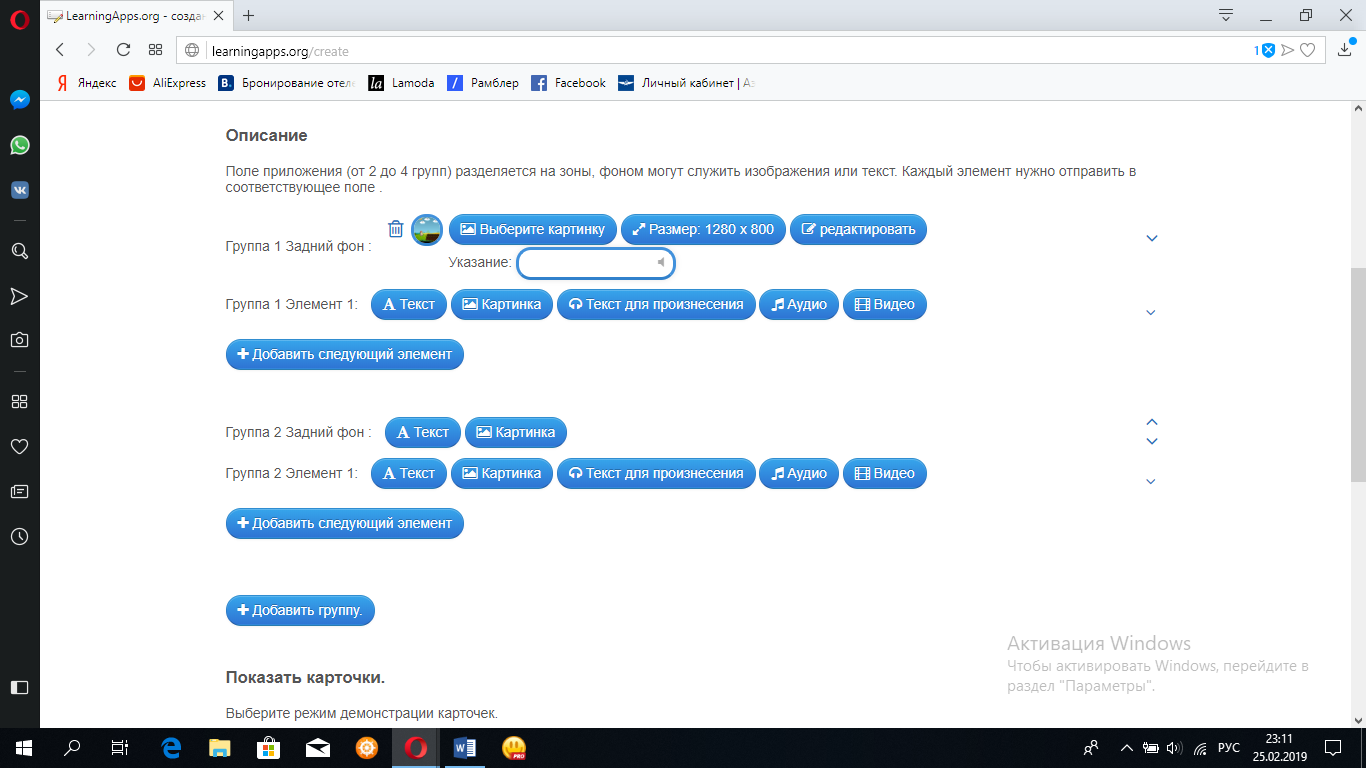 LearningApps.org - создан
learningapps.org/create
1
Яндекс
AliExpress
B.
Бронирование отеле
la
Lamoda
Рамблер
Facebook
Личный кабинет | Аэ
Описание
Поле приложения (от 2 до 4 групп) разделяется на зоны, фоном могут служить изображения или текст. Каждый элемент нужно отправить в
соответствующее поле .
Группа 1 Задний фон :
Выберите картинку
Размер: 1280 x 800
редактировать
Указание:
Группа 1 Элемент 1:
A Текст
Картинка
Текст для произнесения
Аудио
Видео
Добавить следующий элемент
Группа 2 Задний фон :
A Текст
Картинка
Группа 2 Элемент 1:
A Текст
Картинка
Текст для произнесения
Аудио
Видео
Добавить следующий элемент
Добавить группу.
Показать карточки.
Выберите режим демонстрации карточек.
Активация Windows
Чтобы активировать Windows, перейдите в
раздел "Параметры".
PRO
РУС
23:11
25.02.2019